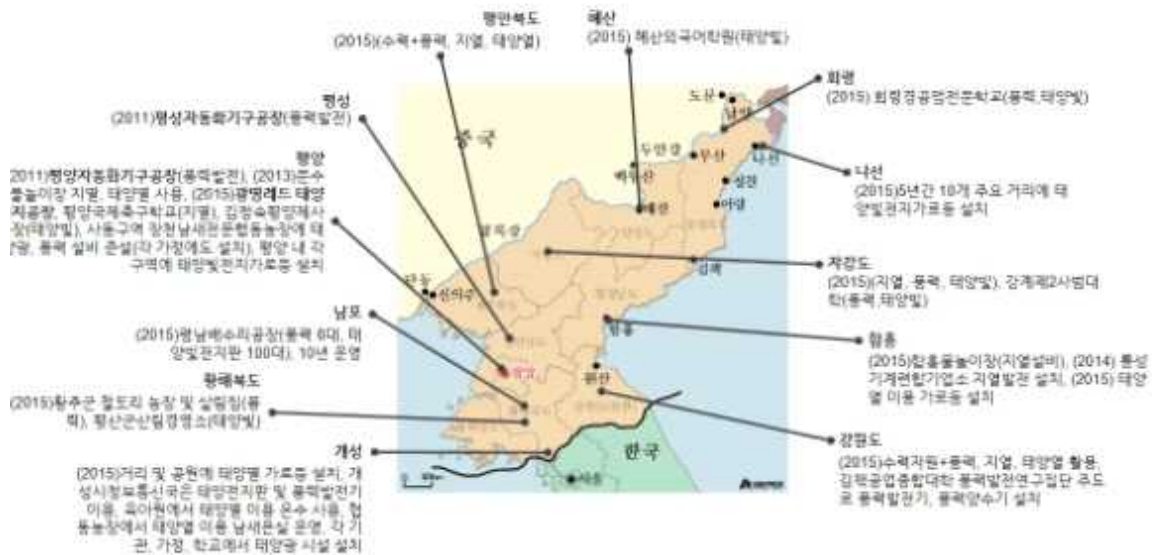 평안북도
(2015)(수력+풍력, 지열, 태양열)
혜산
(2015) 혜산외국어학원(태양빛)
회령
(2015) 회령경공업전문학교(풍력,태양빛)
평성
(2011)평성자동화기구공장(풍력발전)
평양
2011)평양자동화기구공장(풍력발전), (2013)문수
물놀이장 지열, 태양열 사용, (2015)광명레드 태양
지공장, 평양국제축구학교(지열), 김정숙평양제사
장(태양빛), 사동구역 장천남새전문협동농장에 태
광, 풍력 설비 준설(각 가정에도 설치), 평양 내 각
구역에 태양빛전지가로등 설치
나선
(2015)5년간 10개 주요 거리에 태
양빛전지가로등 설치
자강도
(2015)(지열, 풍력, 태양빛), 강계제2사범대
학(풍력,태양빛)
남포
(2015)평남배수리공장(풍력 6대, 태
양빛전지판 100대), 10년 운영
함흥
(2015)함흥물놀이장(지열설비), (2014) 룡성
기계련합기업소 지열발전 설치, (2015) 태양
열 이용 가로등 설치
황해북도
(2015)황주군 철도리 농장 및 살림집(풍
력), 평산군산림경영소(태양빛)
개성
(2015)거리 및 공원에 태양열 가로등 설치, 개
성시정보통신국은 태양전지판 및 풍력발전기
이용, 육아원에서 태양열 이용 온수 사용, 협
동농장에서 태양열 이용 남새온실 운영, 각 기
관, 가정, 학교에서 태양광 시설 설치
강원도
(2015)수력자원+풍력, 지열, 태양열 활용,
김책공업종합대학 풍력발전연구집단 주도
로 풍력발전기, 풍력양수기 설치
중국
도문
남양
두만강
무산
나선
백두산
청진
어랑
혜산
압록강
김책
단동
신의주
함흥
평양
원산
한국
서울